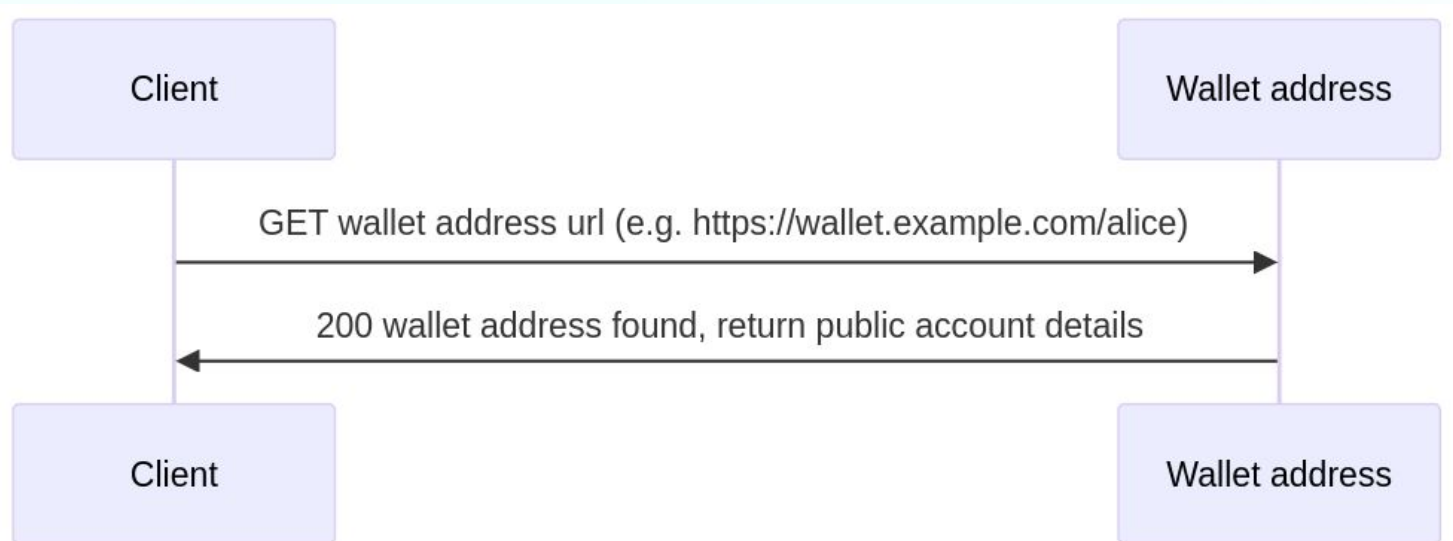 Client
Wallet address
GET wallet address url (e.g. https://wallet.example.com/alice)
200 wallet address found, return public account details
Client
Wallet address